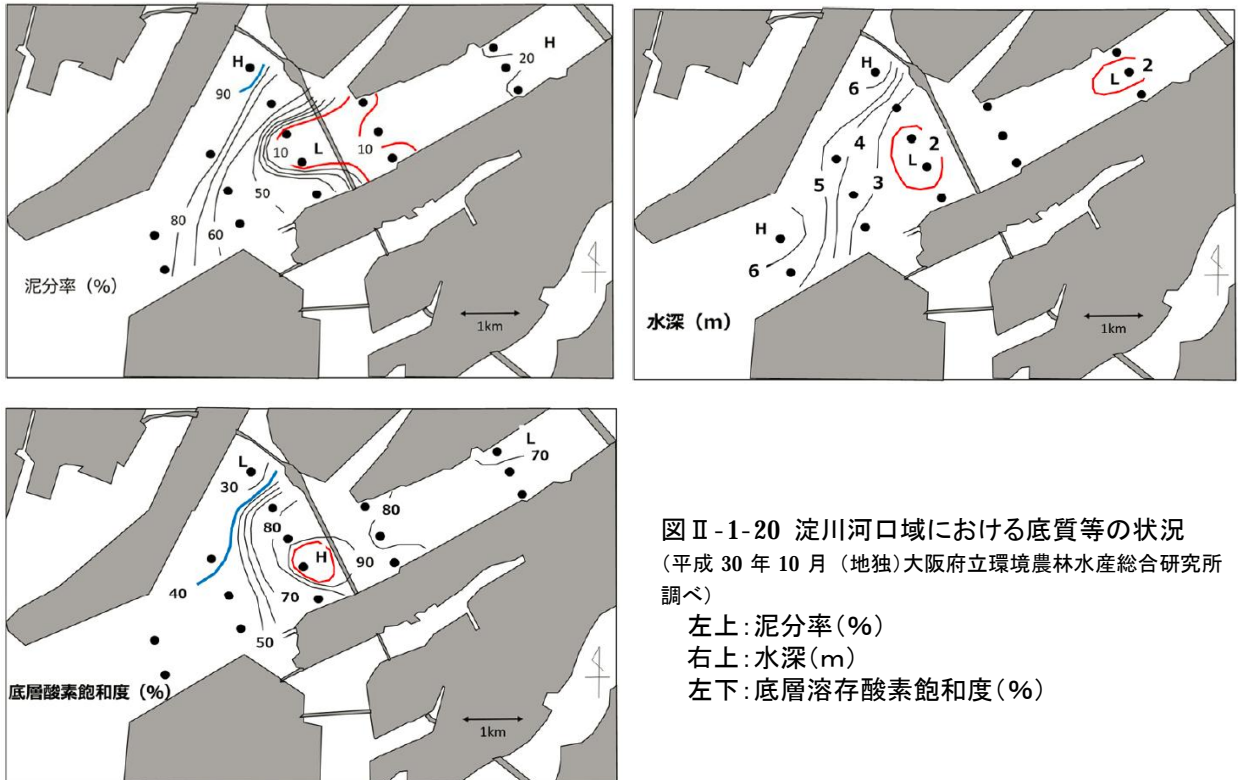 H
H
20
90
10
L
10
50
80
60
泥分率（%）
1km
H
6
2
L
2
4
L
5
3
H
6
水深（m）
1km
L
L
70
30
80
80
H
90
40
70
50
底層酸素飽和度（%）
1km
図Ⅱ-1-20 淀川河口域における底質等の状況
(平成 30 年 10 月 (地独)大阪府立環境農林水産総合研究所
調べ)
左上：泥分率(%)
右上：水深(m)
左下：底層溶存酸素飽和度(%)